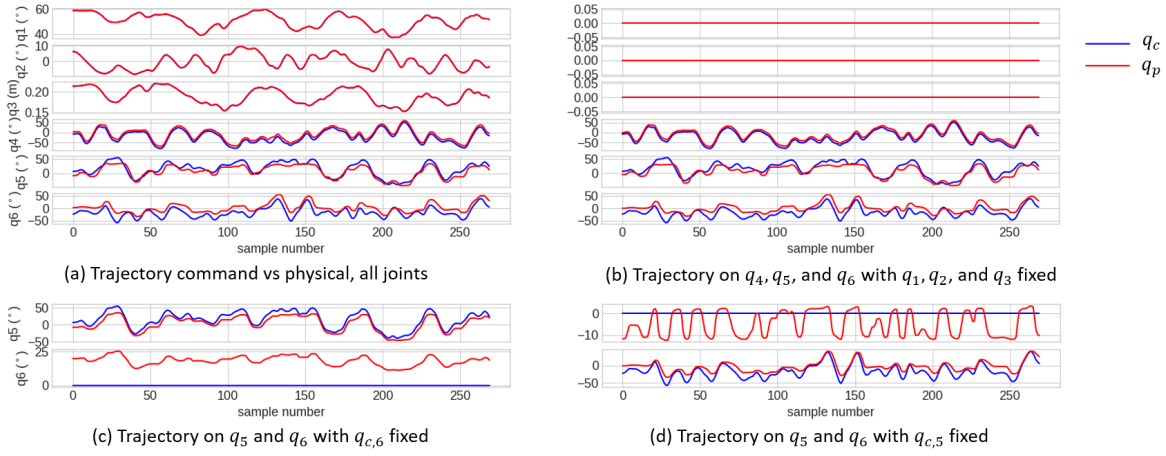 60
40
q1 (°)
10
0
q2 (°)
0.20
0.15
q3 (m)
50
0
−50
q4 (°)
50
0
q5 (°)
50
0
−50
q6 (°)
0 50 100 150 200 250
sample number
(a) Trajectory command vs physical, all joints
0.05
0.00
−0.05
0.05
0.00
−0.05
0.05
0.00
−0.05
50
0
−50
50
0
50
0
−50
0 50 100 150 200 250
sample number
(b) Trajectory on q4, q5, and q6 with q1, q2, and q3 fixed
qc
qp
50
0
q5 (°)
25
0
q6 (°)
0 50 100 150 200 250
sample number
(c) Trajectory on q5 and q6 with qc,6 fixed
0
−10
0
−50
0 50 100 150 200 250
sample number
(d) Trajectory on q5 and q6 with qc,5 fixed